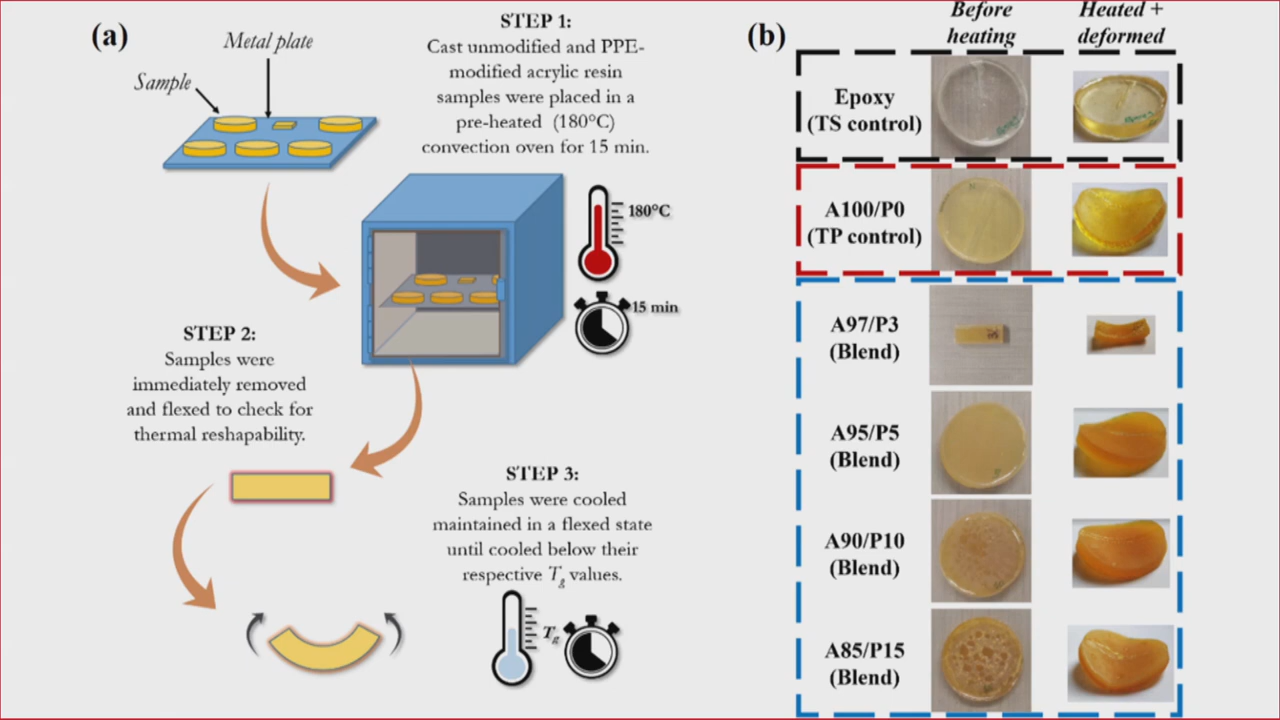 (a)
Metal plate
Sample
STEP 1:
Cast unmodified and PPE-
modified acrylic resin
samples were placed in a
pre-heated (180°C)
convection oven for 15 min.
180°C
15 min
STEP 2:
Samples were
immediately removed
and flexed to check for
thermal reshapability.
STEP 3:
Samples were cooled
maintained in a flexed state
until cooled below their
respective Tg values.
Tg
(b)
Before
heating
Heated +
deformed
Epoxy
(TS control)
A100/P0
(TP control)
A97/P3
(Blend)
A95/P5
(Blend)
A90/P10
(Blend)
A85/P15
(Blend)